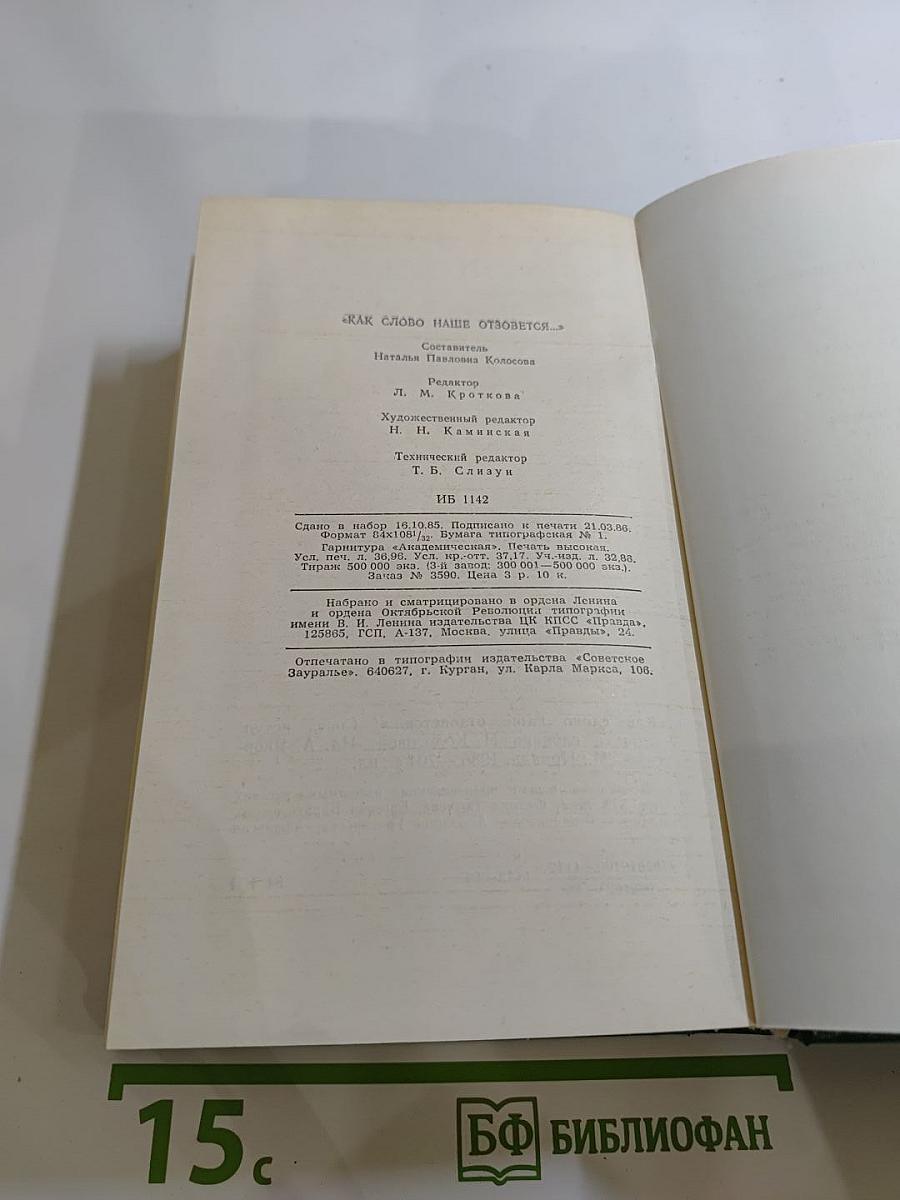 «КАК СЛОВО НАШЕ ОТЗОВЕТСЯ...»
Составитель
Наталья Павловна Колосова
Редактор
Л. М. Кроткова
Художественный редактор
Н. Н. Каминская
Технический редактор
Т. Б. Слизун
ИБ 1142
Сдано в набор 16.10.85. Подписано к печати 21.03.86.
Формат 84х108¹/₃₂. Бумага типографская № 1.
Гарнитура «Академическая». Печать высокая.
Усл. печ. л. 36,96. Усл. кр.-отт. 37,17. Уч.-изд. л. 32,88.
Тираж 500 000 экз. (3-й завод: 300 001—500 000 экз.).
Заказ № 3590. Цена 3 р. 10 к.
Набрано и сматрицировано в ордена Ленина
и ордена Октябрьской Революции типографии
имени В. И. Ленина издательства ЦК КПСС «Правда»,
125865, ГСП, А-137, Москва, улица «Правды», 24.
Отпечатано в типографии издательства «Советское
Зауралье». 640627, г. Курган, ул. Карла Маркса, 106.
15 с
БФ БИБЛИОФАН